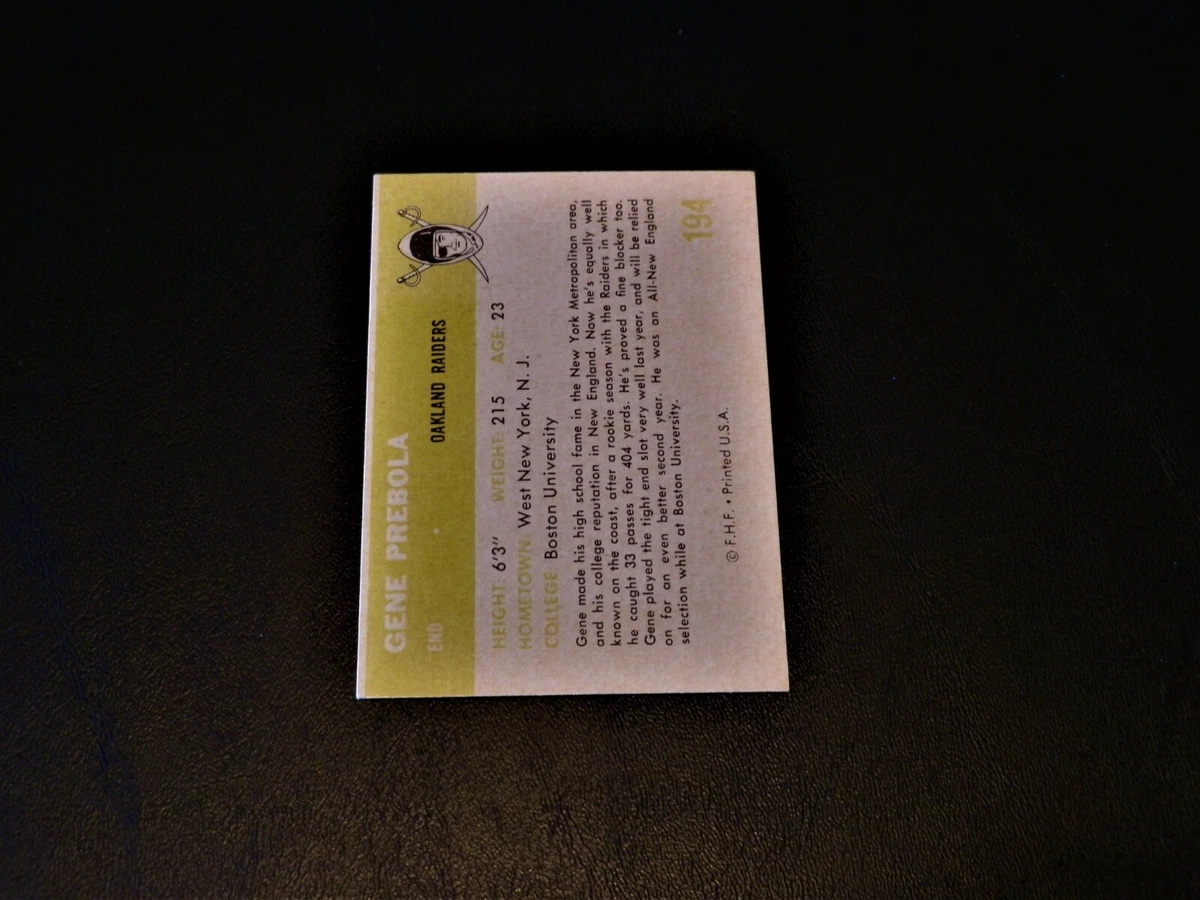 GENE PREBOLA
END OAKLAND RAIDERS
HEIGHT: 6'3" WEIGHT: 215 AGE: 23
HOMETOWN: West New York, N. J.
COLLEGE: Boston University
Gene made his high school fame in the New York Metropolitan area,
and his college reputation in New England. Now he's equally well
known on the coast, after a rookie season with the Raiders in which
he caught 33 passes for 404 yards. He's proved a fine blocker too.
Gene played the tight end slot very well last year, and will be relied
on for an even better second year. He was an All-New England
selection while at Boston University.
194
© F.H.F. • Printed U.S.A.